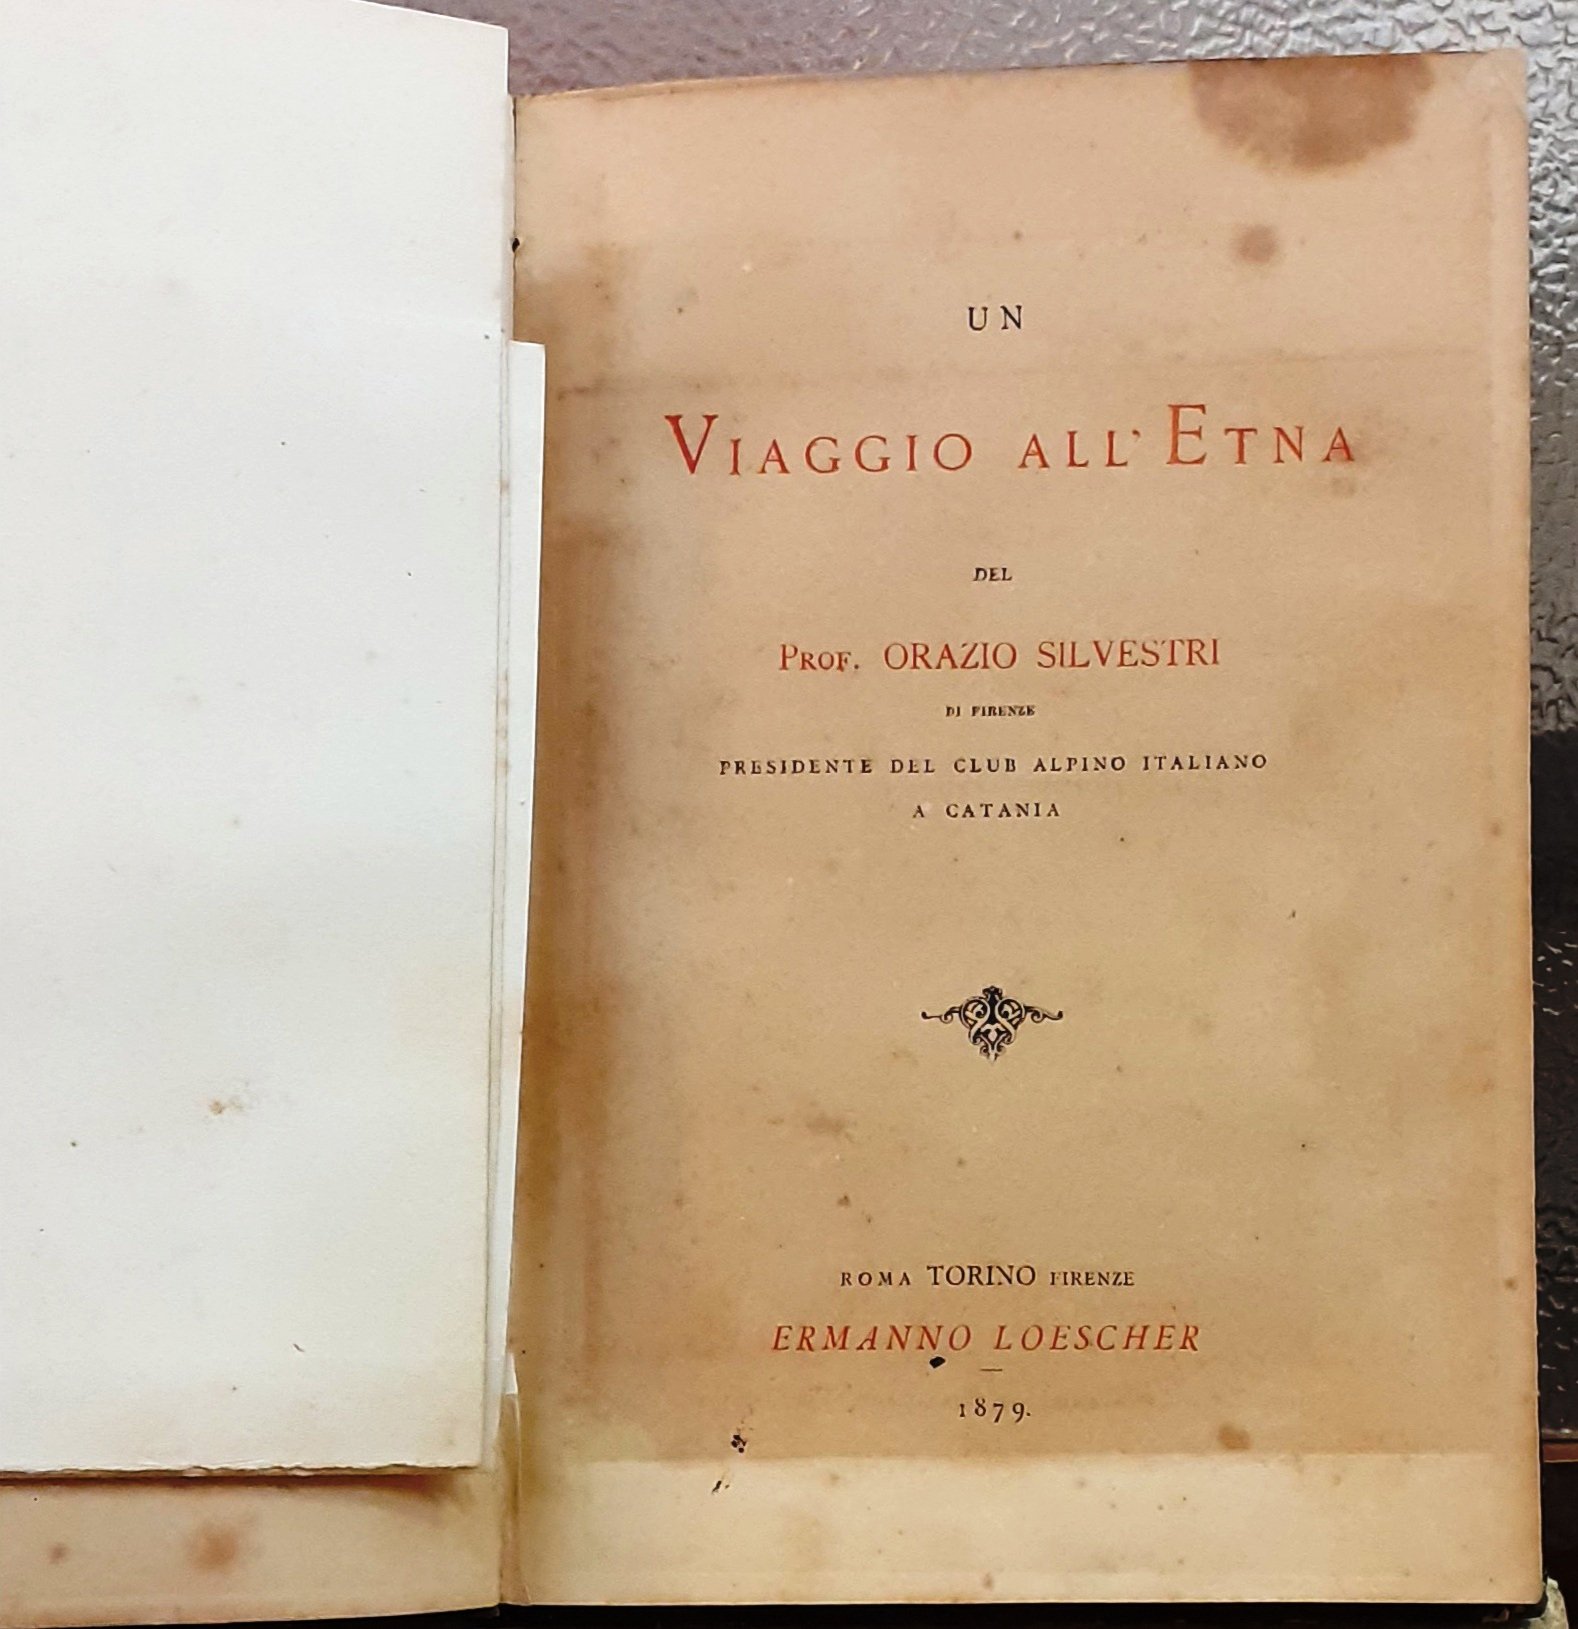 UN
VIAGGIO ALL' ETNA
DEL
PROF. ORAZIO SILVESTRI
DI FIRENZE
PRESIDENTE DEL CLUB ALPINO ITALIANO
A CATANIA
ROMA TORINO FIRENZE
ERMANNO LOESCHER
—
1879.